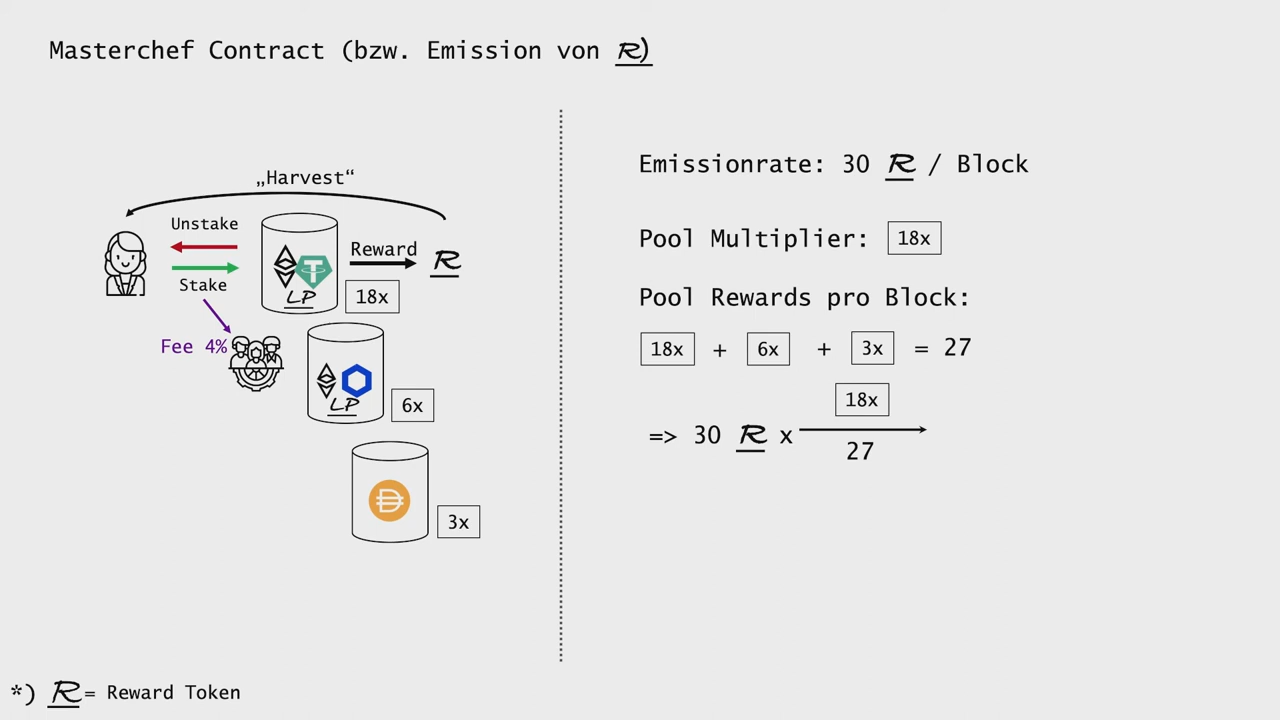 Masterchef Contract (bzw. Emission von R)
„Harvest“
Unstake
Stake
Reward
R
LP
18x
Fee 4%
LP
6x
3x
Emissionrate: 30 R / Block
Pool Multiplier: 18x
Pool Rewards pro Block:
18x + 6x + 3x = 27
18x
=> 30 R x
27
*) R = Reward Token